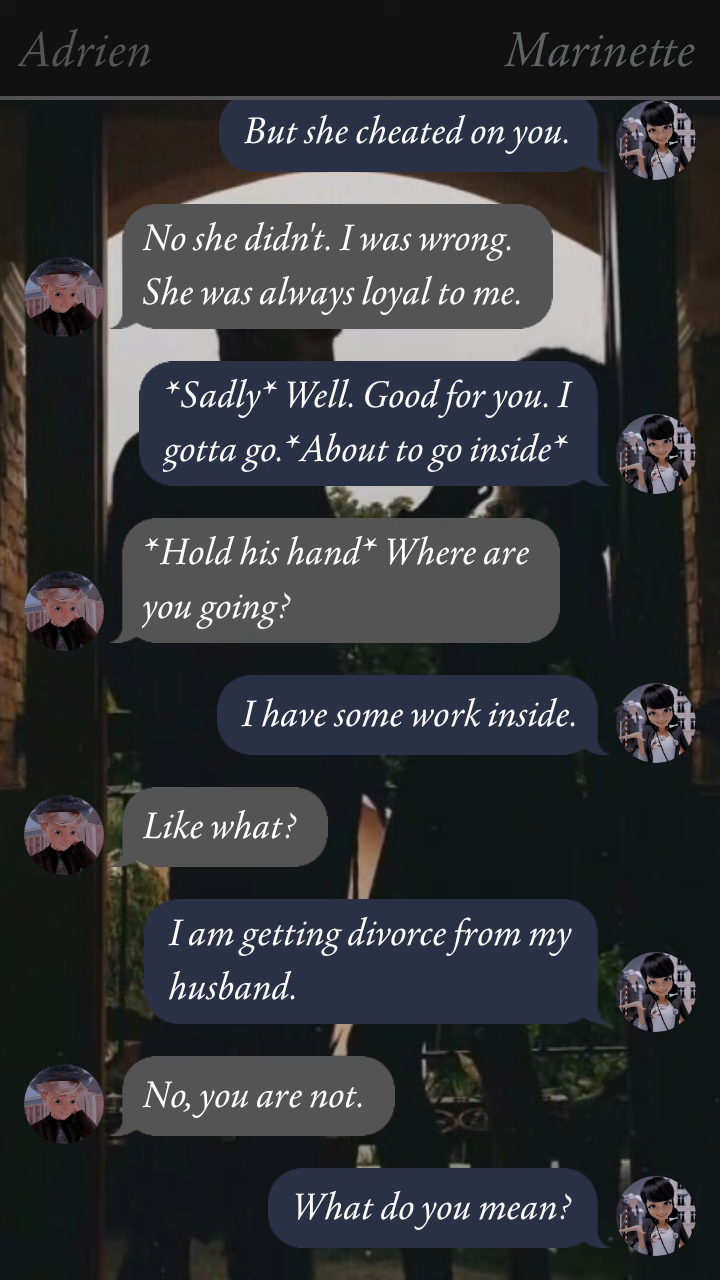 Adrien
Marinette
But she cheated on you.
No she didn't. I was wrong.
She was always loyal to me.
*Sadly* Well. Good for you. I
gotta go.*About to go inside*
*Hold his hand* Where are
you going?
I have some work inside.
Like what?
I am getting divorce from my
husband.
No, you are not.
What do you mean?